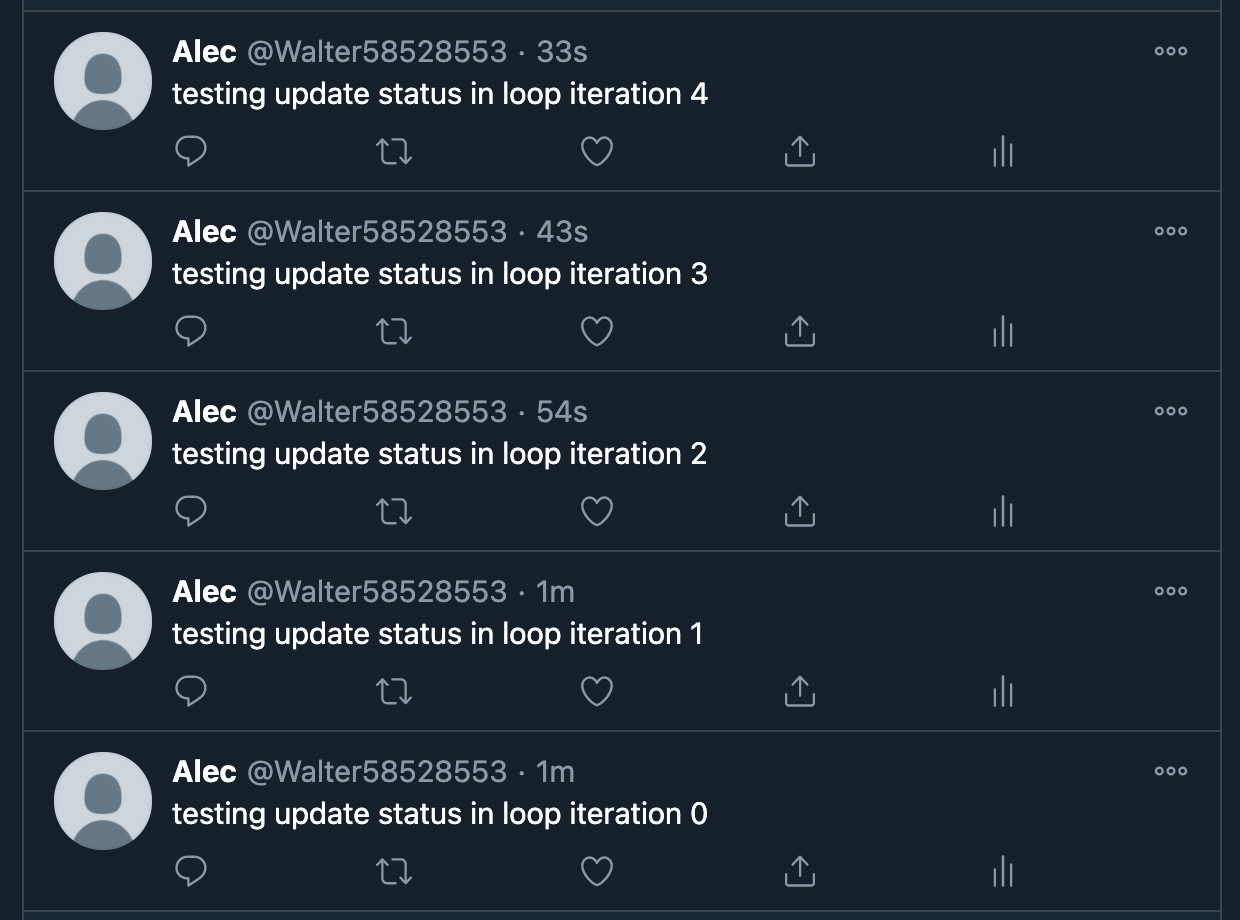 Alec @Walter58528553 · 33s
testing update status in loop iteration 4
Alec @Walter58528553 · 43s
testing update status in loop iteration 3
Alec @Walter58528553 · 54s
testing update status in loop iteration 2
Alec @Walter58528553 · 1m
testing update status in loop iteration 1
Alec @Walter58528553 · 1m
testing update status in loop iteration 0